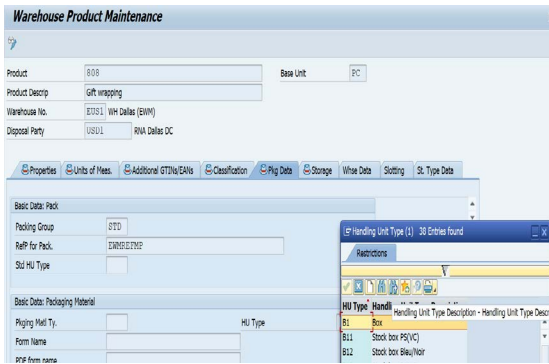 Warehouse Product Maintenance
Product 808 Base Unit PC
Product Descrip Gift wrapping
Warehouse No. EUS1 WH Dallas (EWM)
Disposal Party USD1 RNA Dallas DC
Properties Units of Meas. Additional GTINs/EANs Classification Pkg Data Storage Whse Data Slotting St. Type Data
Basic Data: Pack
Packing Group STD
RefP for Pack. EWMREFMP
Std HU Type
Handling Unit Type (1) 38 Entries found
Restrictions
Basic Data: Packaging Material
Pkging Matl Ty. HU Type
Form Name
PDF form name
HU Type Handli
Handling Unit Type Description - Handling Unit Type Descr
B1 Box
B11 Stock box PS(VC)
B12 Stock box Bleu/Noir